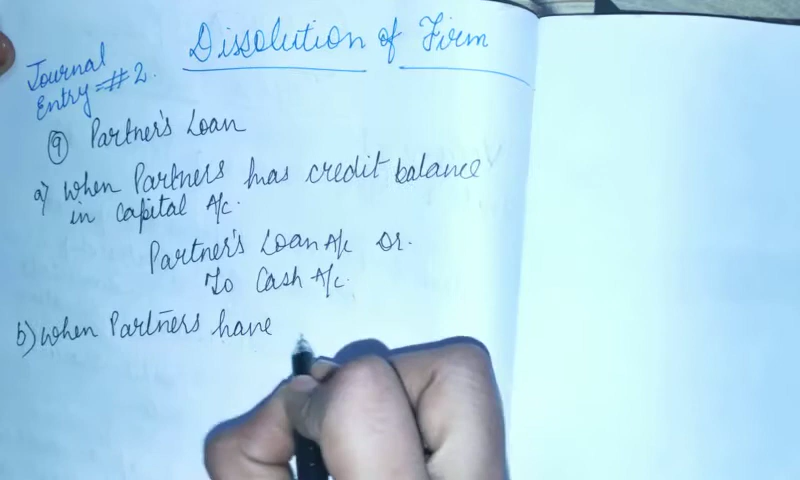 Dissolution of Firm
Journal
Entry=#2.
9 Partner's Loan
a) when Partners has credit balance
in capital A/c.
Partner's Loan A/c Dr.
To Cash A/c.
b) when Partners have